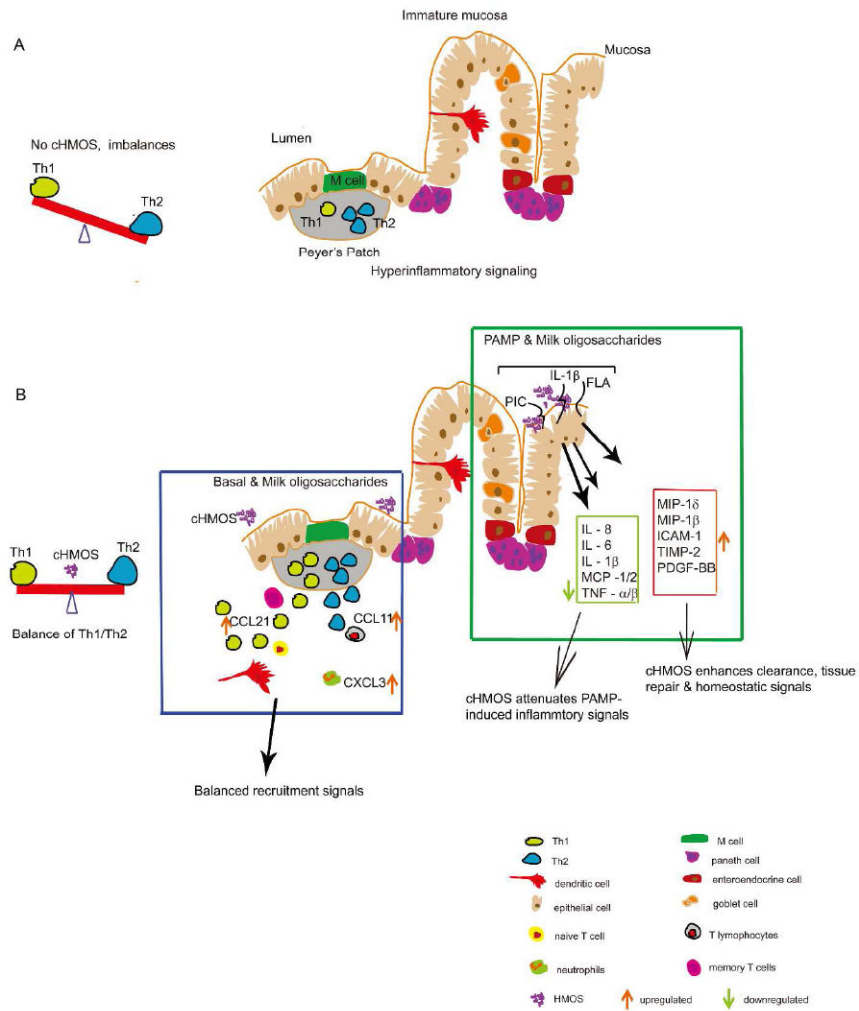 A
Immature mucosa
Mucosa
No cHMOS, imbalances
Th1
Th2
Lumen
M cell
Th1
Th2
Peyer's Patch
Hyperinflammatory signaling
B
PAMP & Milk oligosaccharides
IL-1β
FLA
PIC
Basal & Milk oligosaccharides
cHMOS
Th1
cHMOS
Th2
Balance of Th1/Th2
CCL21
CCL11
CXCL3
IL - 8
IL - 6
IL - 1β
MCP -1/2
TNF - α/β
MIP-1δ
MIP-1β
ICAM-1
TIMP-2
PDGF-BB
cHMOS attenuates PAMP-
induced inflammtory signals
cHMOS enhances clearance, tissue
repair & homeostatic signals
Balanced recruitment signals
Th1
Th2
dendritic cell
epithelial cell
naive T cell
neutrophils
HMOS
upregulated
M cell
paneth cell
enteroendocrine cell
goblet cell
T lymophocytes
memory T cells
downregulated